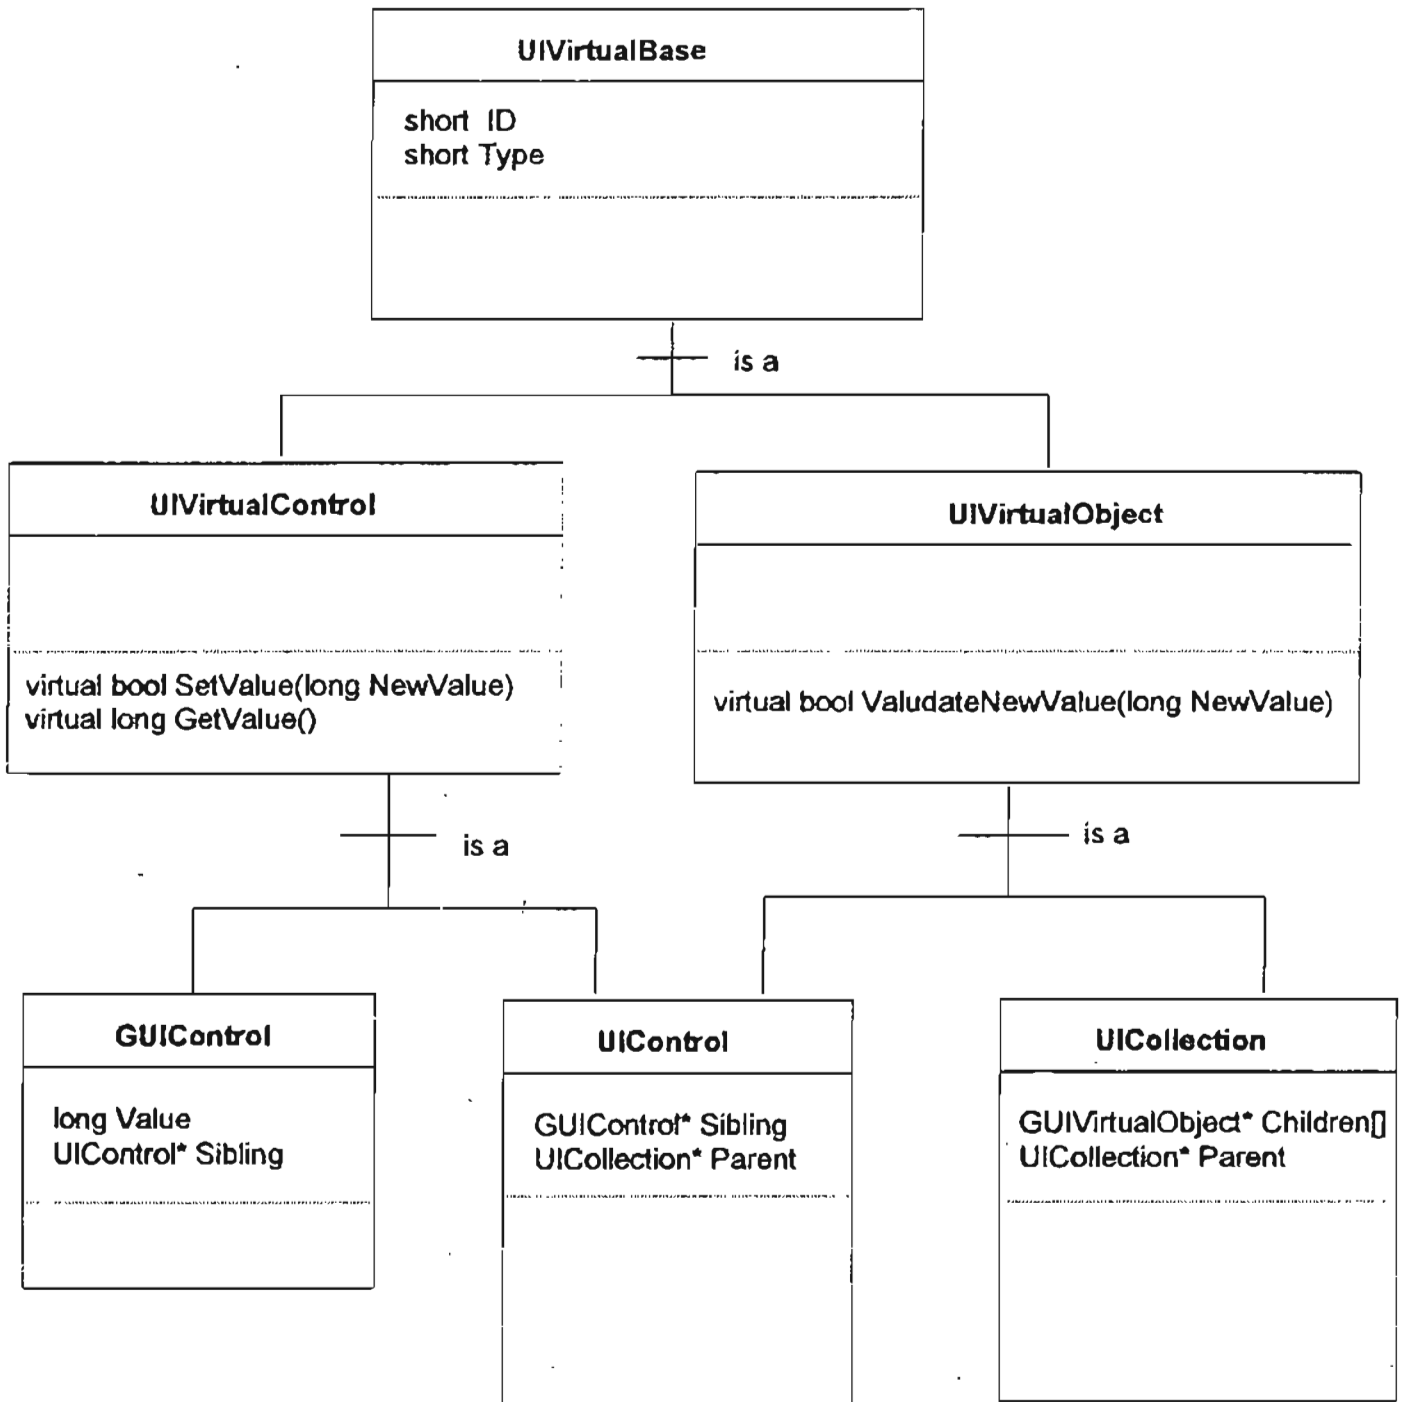 UIVirtualBase
short ID
short Type
is a
UIVirtualControl
virtual bool SetValue(long NewValue)
virtual long GetValue()
UIVirtualObject
virtual bool ValudateNewValue(long NewValue)
is a
is a
GUIControl
long Value
UIControl* Sibling
UIControl
GUIControl* Sibling
UICollection* Parent
UICollection
GUIVirtualObject* Children[]
UICollection* Parent